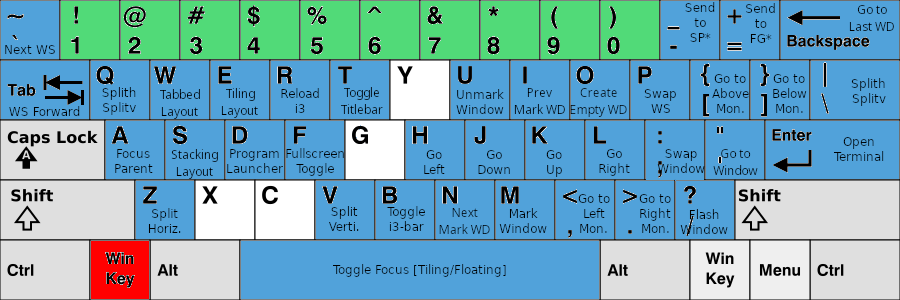 ~ ! @ # $ % ^ & * ( ) _ Send to SP* + Send to FG* Go to Last WD
` Next WS 1 2 3 4 5 6 7 8 9 0 - = Backspace
Tab WS Forward
Q Splith Splitv
W Tabbed Layout
E Tiling Layout
R Reload i3
T Toggle Titlebar
Y
U Unmark Window
I Prev Mark WD
O Create Empty WD
P Swap WS
{ [ Go to Above Mon.
} ] Go to Below Mon.
| \ Splith Splitv
Caps Lock A
A Focus Parent
S Stacking Layout
D Program Launcher
F Fullscreen Toggle
G
H Go Left
J Go Down
K Go Up
L Go Right
: ; Swap Window
" ' Go to Window
Enter Open Terminal
Shift
Z Split Horiz.
X
C
V Split Verti.
B Toggle i3-bar
N Next Mark WD
M Mark Window
< , Go to Left Mon.
> . Go to Right Mon.
? / Flash Window
Shift
Ctrl
Win Key
Alt
Toggle Focus [Tiling/Floating]
Alt
Win Key
Menu
Ctrl